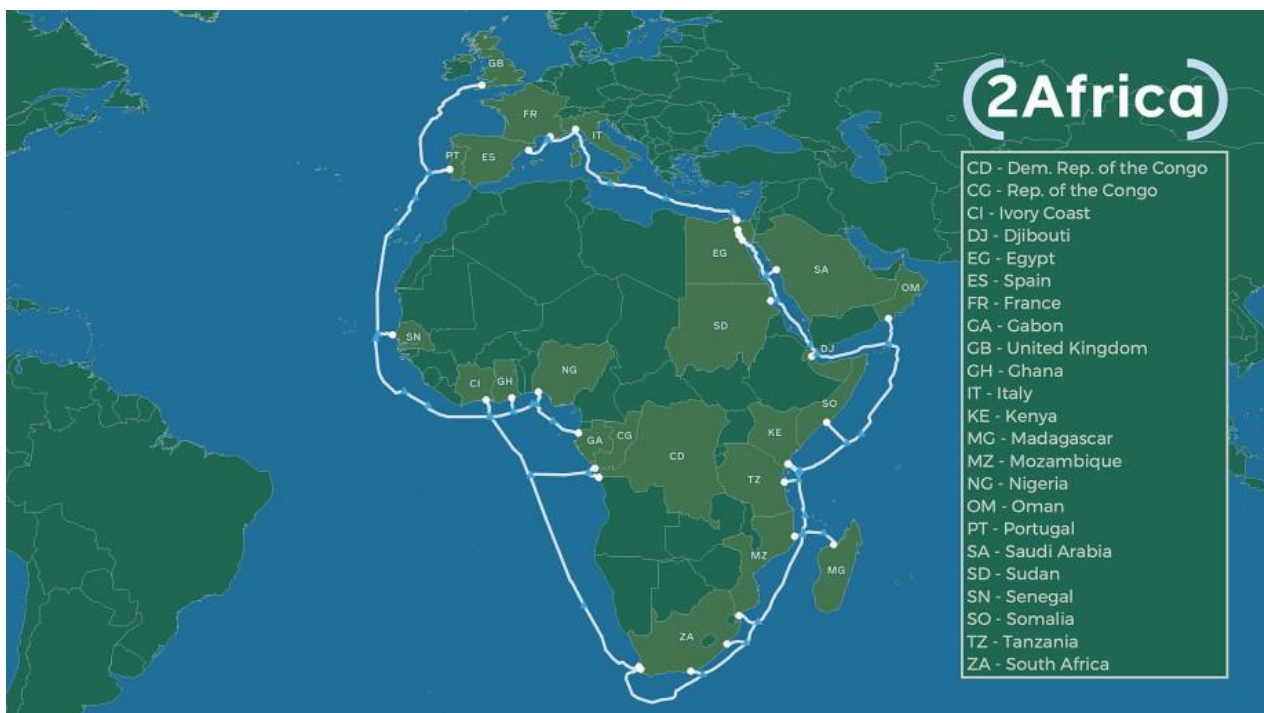 (2Africa)
CD - Dem. Rep. of the Congo
CG - Rep. of the Congo
CI - Ivory Coast
DJ - Djibouti
EG - Egypt
ES - Spain
FR - France
GA - Gabon
GB - United Kingdom
GH - Ghana
IT - Italy
KE - Kenya
MG - Madagascar
MZ - Mozambique
NG - Nigeria
OM - Oman
PT - Portugal
SA - Saudi Arabia
SD - Sudan
SN - Senegal
SO - Somalia
TZ - Tanzania
ZA - South Africa
GB
FR
IT
PT
ES
EG
SA
OM
SN
SD
DJ
NG
CI
GH
SO
GA
CG
CD
KE
TZ
MZ
MG
ZA